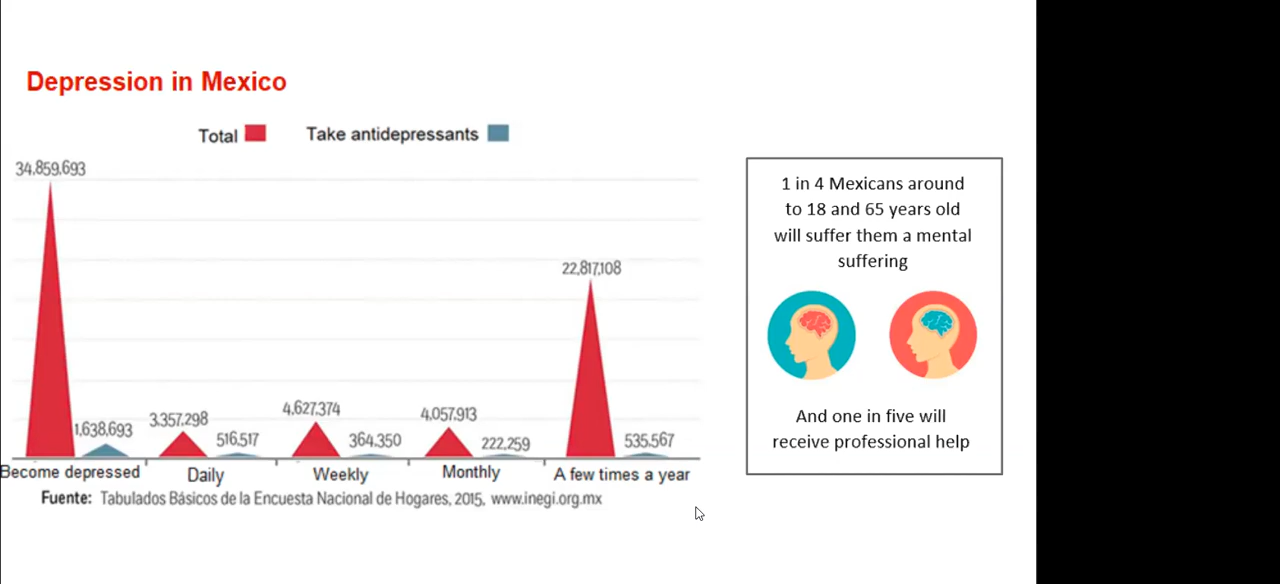 Depression in Mexico
Total
Take antidepressants
34.859,693
1,638,693
3.357,298
516,517
4,627,374
364,350
4.057,913
222,259
22,817,108
535,567
Become depressed
Daily
Weekly
Monthly
A few times a year
Fuente: Tabulados Básicos de la Encuesta Nacional de Hogares, 2015, www.inegi.org.mx
1 in 4 Mexicans around
to 18 and 65 years old
will suffer them a mental
suffering
And one in five will
receive professional help